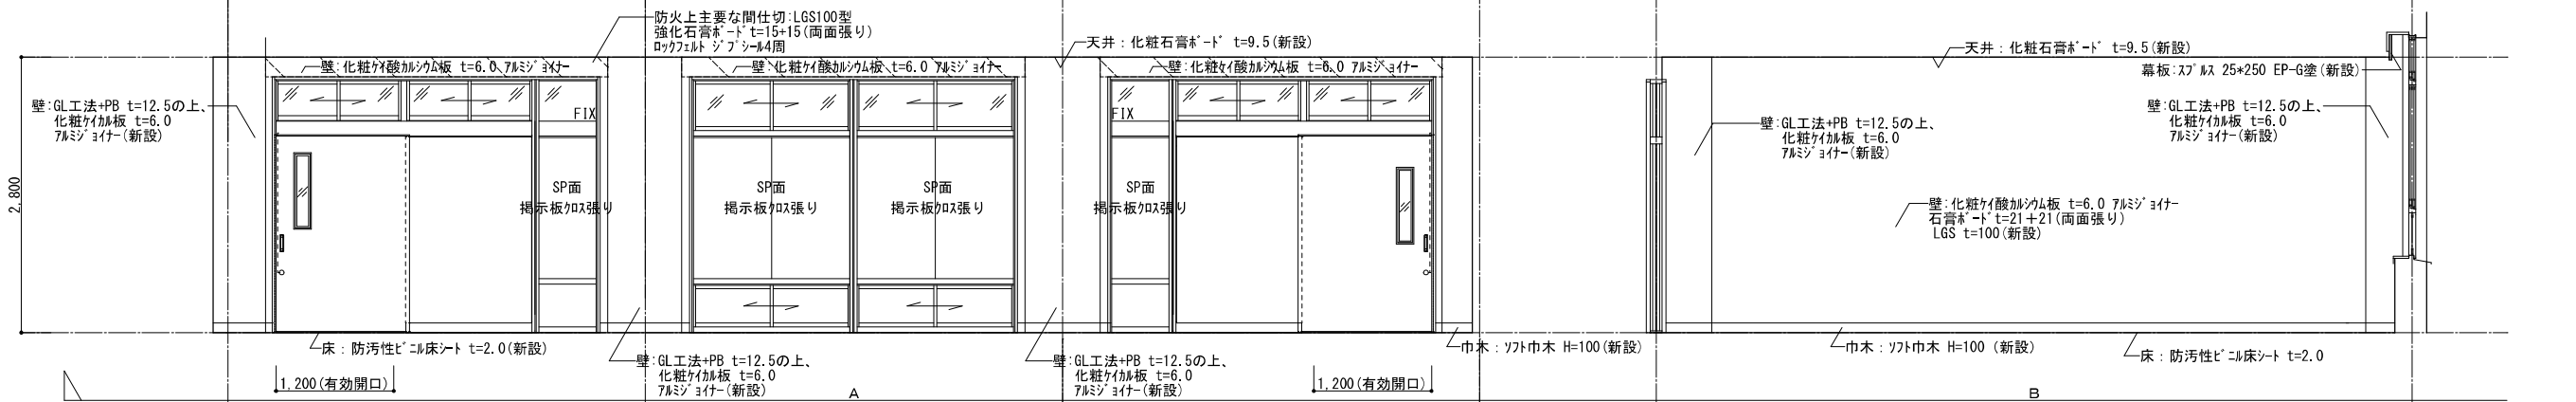 防火上主要な間仕切:LGS100型
強化石膏ﾎﾞｰﾄﾞt=15+15(両面張り)
ﾛｯｸﾌｪﾙﾄ ｼﾞﾌﾟｼｰﾙ4周
天井：化粧石膏ﾎﾞｰﾄﾞ t=9.5(新設)
天井：化粧石膏ﾎﾞｰﾄﾞ t=9.5(新設)
壁:化粧ｹｲ酸ｶﾙｼｳﾑ板 t=6.0 ｱﾙﾐｼﾞｮｲﾅｰ
壁:化粧ｹｲ酸ｶﾙｼｳﾑ板 t=6.0 ｱﾙﾐｼﾞｮｲﾅｰ
壁:化粧ｹｲ酸ｶﾙｼｳﾑ板 t=6.0 ｱﾙﾐｼﾞｮｲﾅｰ
幕板:ｽﾌﾟﾙｽ 25*250 EP-G塗(新設)
壁:GL工法+PB t=12.5の上、
化粧ｹｲｶﾙ板 t=6.0
ｱﾙﾐｼﾞｮｲﾅｰ(新設)
FIX
FIX
壁:GL工法+PB t=12.5の上、
化粧ｹｲｶﾙ板 t=6.0
ｱﾙﾐｼﾞｮｲﾅｰ(新設)
壁:GL工法+PB t=12.5の上、
化粧ｹｲｶﾙ板 t=6.0
ｱﾙﾐｼﾞｮｲﾅｰ(新設)
2,800
SP面
掲示板ｸﾛｽ張り
SP面
掲示板ｸﾛｽ張り
SP面
掲示板ｸﾛｽ張り
SP面
掲示板ｸﾛｽ張り
壁:化粧ｹｲ酸ｶﾙｼｳﾑ板 t=6.0 ｱﾙﾐｼﾞｮｲﾅｰ
石膏ﾎﾞｰﾄﾞt=21＋21(両面張り)
LGS t=100(新設)
床：防汚性ﾋﾞﾆﾙ床ｼｰﾄ t=2.0(新設)
壁:GL工法+PB t=12.5の上、
化粧ｹｲｶﾙ板 t=6.0
ｱﾙﾐｼﾞｮｲﾅｰ(新設)
壁:GL工法+PB t=12.5の上、
化粧ｹｲｶﾙ板 t=6.0
ｱﾙﾐｼﾞｮｲﾅｰ(新設)
巾木：ｿﾌﾄ巾木 H=100(新設)
巾木：ｿﾌﾄ巾木 H=100 (新設)
床：防汚性ﾋﾞﾆﾙ床ｼｰﾄ t=2.0
1,200(有効開口)
1,200(有効開口)
A
B